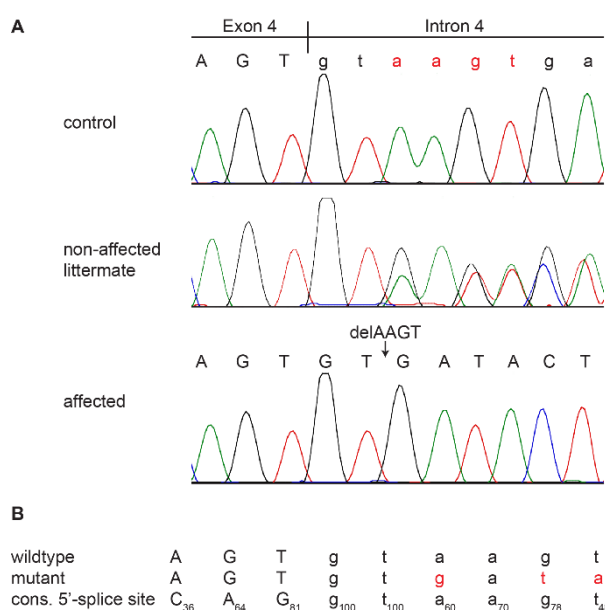 A
Exon 4 Intron 4
A G T g t a a g t g a
control
non-affected
littermate
delAAGT
A G T G T G A T A C T
affected
B
wildtype A G T g t a a g t
mutant A G T g t g a t a
cons. 5'-splice site C36 A64 G81 g100 t100 a60 a70 g78 t4